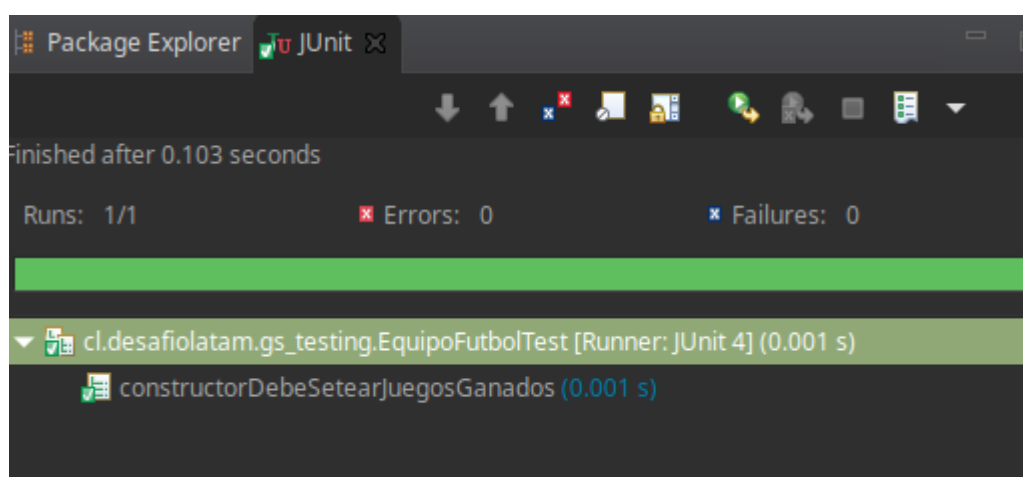 Package Explorer JUnit
Finished after 0.103 seconds
Runs: 1/1 Errors: 0 Failures: 0
cl.desafiolatam.gs_testing.EquipoFutbolTest [Runner: JUnit 4] (0.001 s)
constructorDebeSetearJuegosGanados (0.001 s)